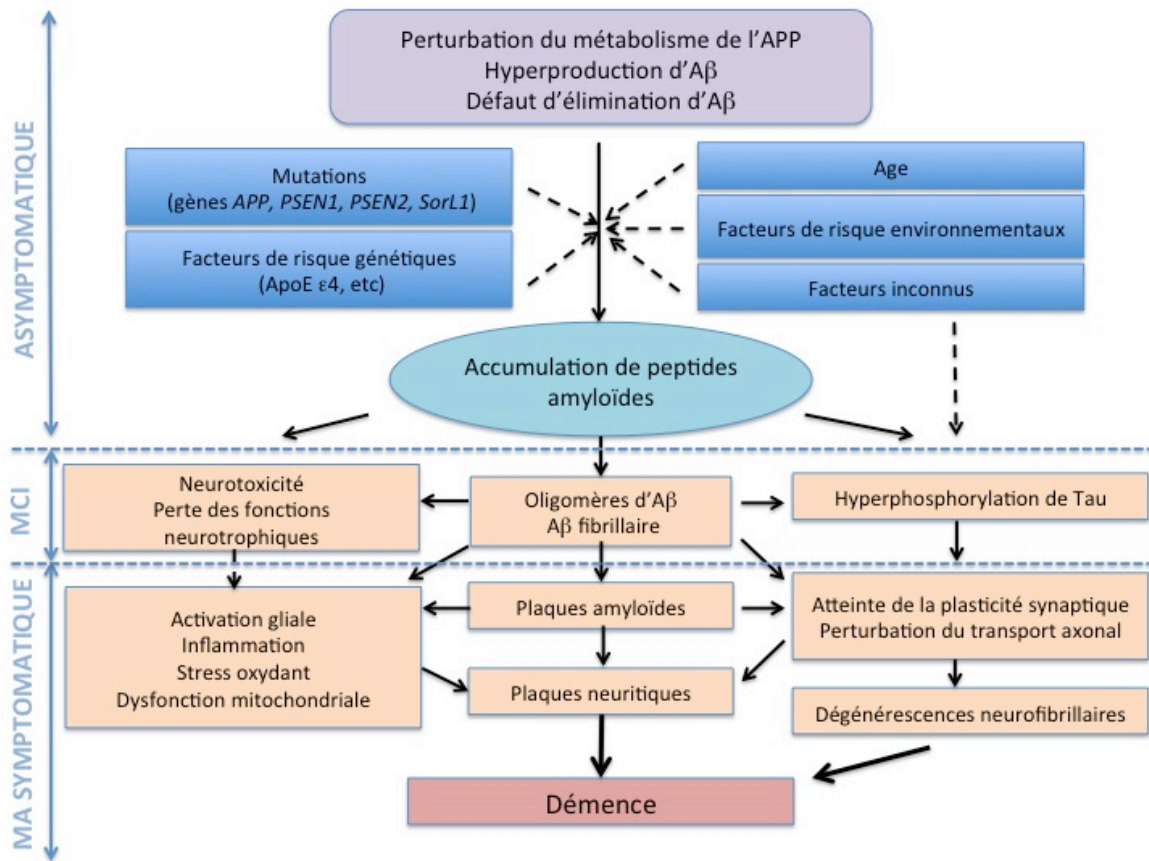 ASYMPTOMATIQUE
Perturbation du métabolisme de l’APP
Hyperproduction d’Aβ
Défaut d’élimination d’Aβ
Mutations
(gènes APP, PSEN1, PSEN2, SorL1)
Facteurs de risque génétiques
(ApoE ε4, etc)
Age
Facteurs de risque environnementaux
Facteurs inconnus
Accumulation de peptides
amyloïdes
MCI
Neurotoxicité
Perte des fonctions
neurotrophiques
Oligomères d’Aβ
Aβ fibrillaire
Hyperphosphorylation de Tau
MA SYMPTOMATIQUE
Activation gliale
Inflammation
Stress oxydant
Dysfonction mitochondriale
Plaques amyloïdes
Atteinte de la plasticité synaptique
Perturbation du transport axonal
Plaques neuritiques
Dégénérescences neurofibrillaires
Démence